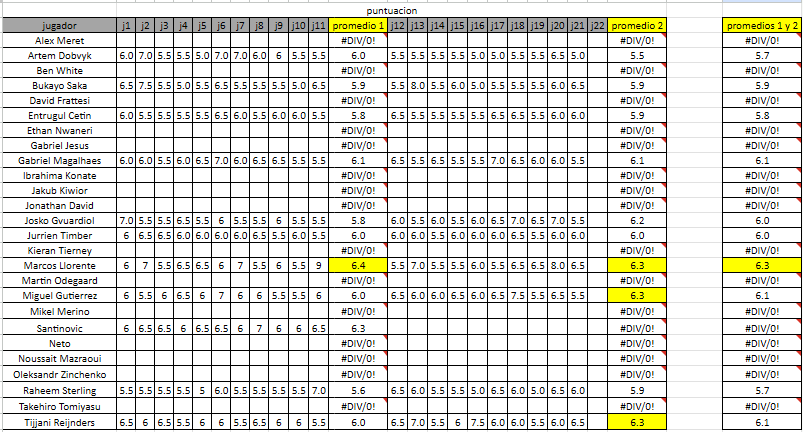 puntuacion
jugador j1 j2 j3 j4 j5 j6 j7 j8 j9 j10 j11 promedio 1 j12 j13 j14 j15 j16 j17 j18 j19 j20 j21 j22 promedio 2 promedios 1 y 2
Alex Meret #DIV/0! #DIV/0! #DIV/0!
Artem Dobvyk 6.0 7.0 5.5 5.5 5.0 7.0 7.0 6.0 6 5.5 5.5 6.0 5.5 5.5 5.5 5.5 5.0 5.0 5.5 5.5 6.5 5.0 5.5 5.7
Ben White #DIV/0! #DIV/0! #DIV/0!
Bukayo Saka 6.5 7.5 5.5 5.0 5.5 6.5 5.5 5.5 5.5 5.0 6.5 5.9 5.5 8.0 5.5 6.0 5.0 5.5 5.5 5.5 6.0 6.5 5.9 5.9
David Frattesi #DIV/0! #DIV/0! #DIV/0!
Entrugul Cetin 6.0 5.5 5.5 5.5 5.5 6.5 6.0 5.5 6.0 6.0 5.5 5.8 6.5 5.5 5.5 5.5 5.5 6.5 6.5 5.5 6.0 6.0 5.9 5.8
Ethan Nwaneri #DIV/0! #DIV/0! #DIV/0!
Gabriel Jesus #DIV/0! #DIV/0! #DIV/0!
Gabriel Magalhaes 6.0 6.0 5.5 6.0 6.5 7.0 6.0 6.5 6.5 5.5 5.5 6.1 6.5 5.5 6.5 5.5 5.5 7.0 6.5 6.0 6.0 5.5 6.1 6.1
Ibrahima Konate #DIV/0! #DIV/0! #DIV/0!
Jakub Kiwior #DIV/0! #DIV/0! #DIV/0!
Jonathan David #DIV/0! #DIV/0! #DIV/0!
Josko Gvuardiol 7.0 5.5 5.5 6.5 5.5 6 5.5 5.5 6 5.5 5.5 5.8 6.0 5.5 6.0 5.5 6.0 6.5 7.0 6.5 7.0 5.5 6.2 6.0
Jurrien Timber 6 6.5 6.5 6.0 6.0 6.0 6.0 6.5 5.5 6.0 5.5 6.0 6.0 6.0 5.5 6.0 6.0 6.0 6.5 5.5 6.0 6.0 6.0 6.0
Kieran Tierney #DIV/0! #DIV/0! #DIV/0!
Marcos Llorente 6 7 5.5 6.5 6.5 6 7 5.5 6 5.5 9 6.4 5.5 7.0 5.5 5.5 6.0 5.5 6.5 6.5 8.0 6.5 6.3 6.3
Martin Odegaard #DIV/0! #DIV/0! #DIV/0!
Miguel Gutierrez 6 5.5 6 6.5 6 7 6 6 5.5 5.5 6 6.0 6.5 6.0 6.0 6.5 6.0 6.5 7.5 5.5 6.5 5.5 6.3 6.1
Mikel Merino #DIV/0! #DIV/0! #DIV/0!
Santinovic 6 6.5 6.5 6 6.5 6.5 6 7 6 6 6.5 6.3 #DIV/0! #DIV/0!
Neto #DIV/0! #DIV/0! #DIV/0!
Noussait Mazraoui #DIV/0! #DIV/0! #DIV/0!
Oleksandr Zinchenko #DIV/0! #DIV/0! #DIV/0!
Raheem Sterling 5.5 5.5 5.5 5.5 5 6.0 5.5 5.5 5.5 5.5 7.0 5.6 6.5 6.0 5.5 5.5 5.0 6.5 6.0 5.0 6.5 6.0 5.9 5.7
Takehiro Tomiyasu #DIV/0! #DIV/0! #DIV/0!
Tijjani Reijnders 6.5 6 6.5 5.5 6 6 5.5 6.5 6 6 5.5 6.0 6.5 7.0 5.5 6 7.5 6.0 6.0 5.5 6.0 6.5 6.3 6.1